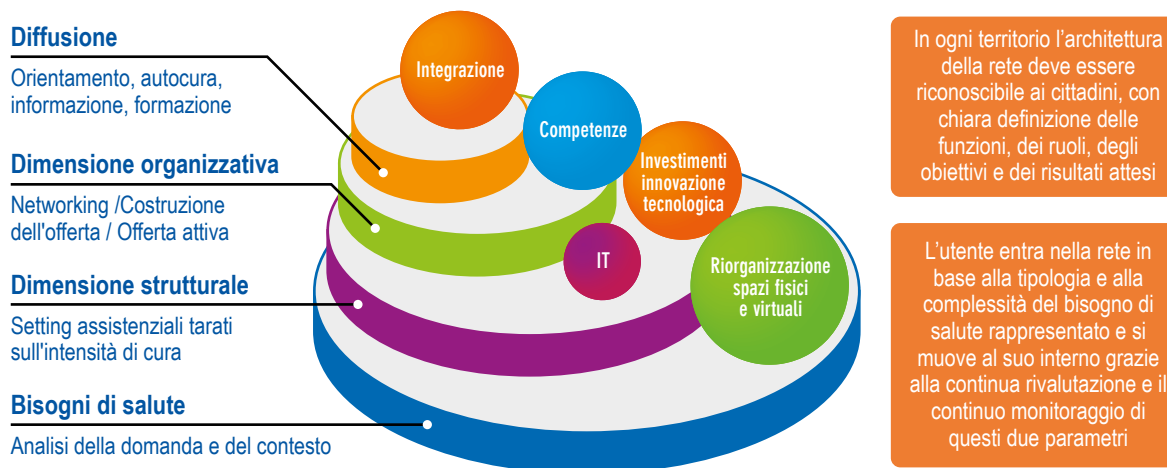 Diffusione
Orientamento, autocura,
informazione, formazione
Dimensione organizzativa
Networking /Costruzione
dell'offerta / Offerta attiva
Dimensione strutturale
Setting assistenziali tarati
sull'intensità di cura
Bisogni di salute
Analisi della domanda e del contesto
Integrazione
Competenze
Investimenti
innovazione
tecnologica
IT
Riorganizzazione
spazi fisici
e virtuali
In ogni territorio l'architettura
della rete deve essere
riconoscibile ai cittadini, con
chiara definizione delle
funzioni, dei ruoli, degli
obiettivi e dei risultati attesi
L'utente entra nella rete in
base alla tipologia e alla
complessità del bisogno di
salute rappresentato e si
muove al suo interno grazie
alla continua rivalutazione e il
continuo monitoraggio di
questi due parametri